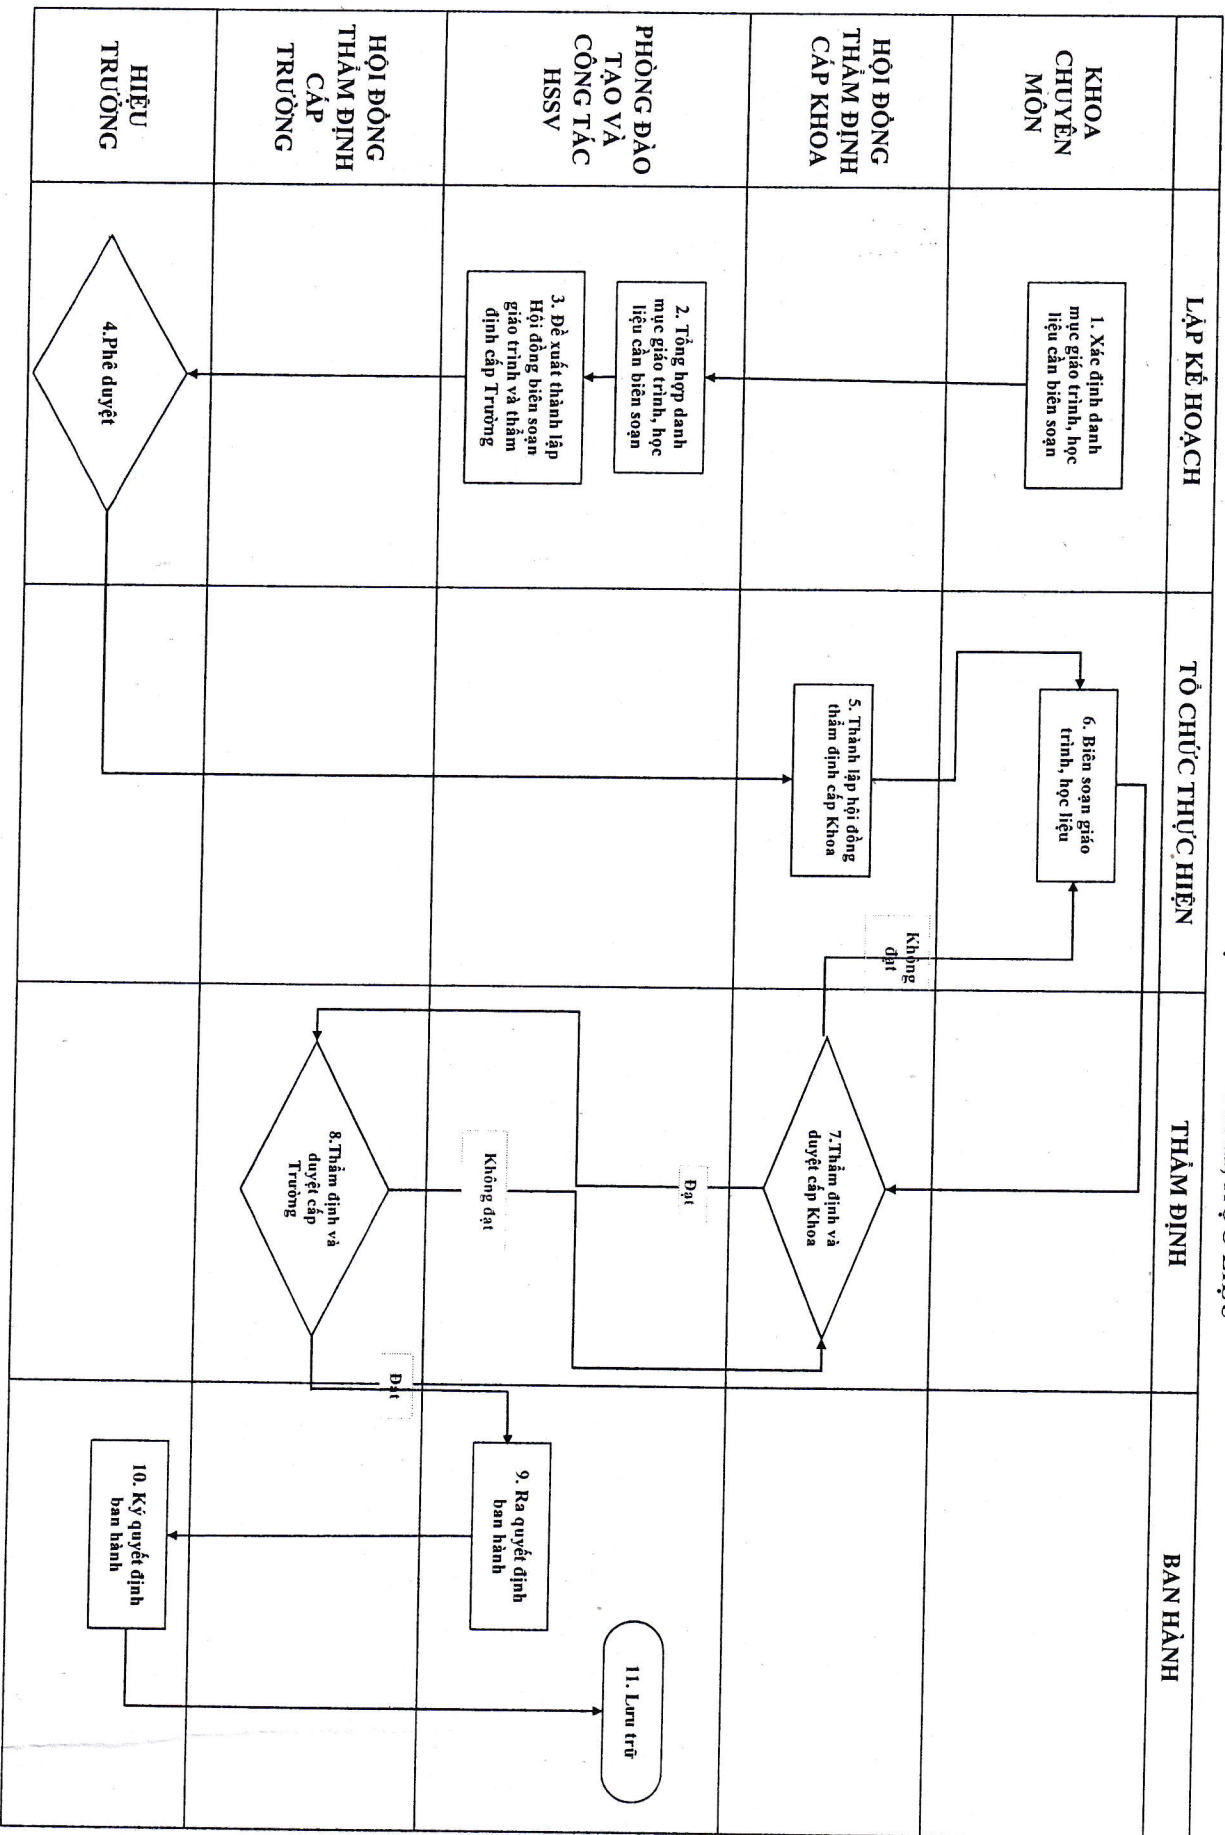 LẬP KẾ HOẠCH
TỔ CHỨC THỰC HIỆN
THẨM ĐỊNH
BAN HÀNH
KHOA
CHUYÊN
MÔN
1. Xác định danh
mục giáo trình, học
liệu cần biên soạn
6. Biên soạn giáo
trình, học liệu
HỘI ĐỒNG
THẨM ĐỊNH
CẤP KHOA
5. Thành lập hội đồng
thẩm định cấp Khoa
Không
đạt
7.Thẩm định và
duyệt cấp Khoa
PHÒNG ĐÀO
TẠO VÀ
CÔNG TÁC
HSSV
2. Tổng hợp danh
mục giáo trình, học
liệu cần biên soạn
3. Đề xuất thành lập
Hội đồng biên soạn
giáo trình và thẩm
định cấp Trường
Đạt
Không đạt
9. Ra quyết định
ban hành
11. Lưu trữ
HỘI ĐỒNG
THẨM ĐỊNH
CẤP
TRƯỜNG
8.Thẩm định và
duyệt cấp
Trường
Đạt
HIỆU
TRƯỞNG
4.Phê duyệt
10. Ký quyết định
ban hành